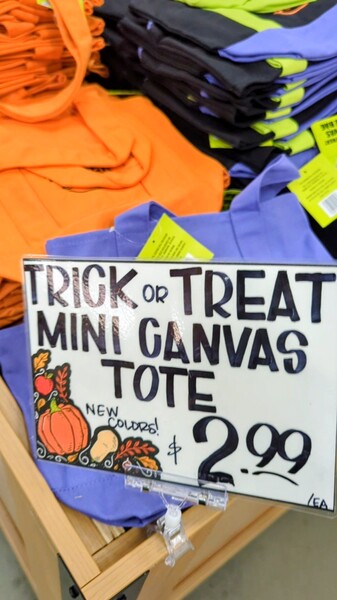 TRICK OR TREAT
MINI CANVAS
TOTE
NEW
COLORS!
$2.99
/EA